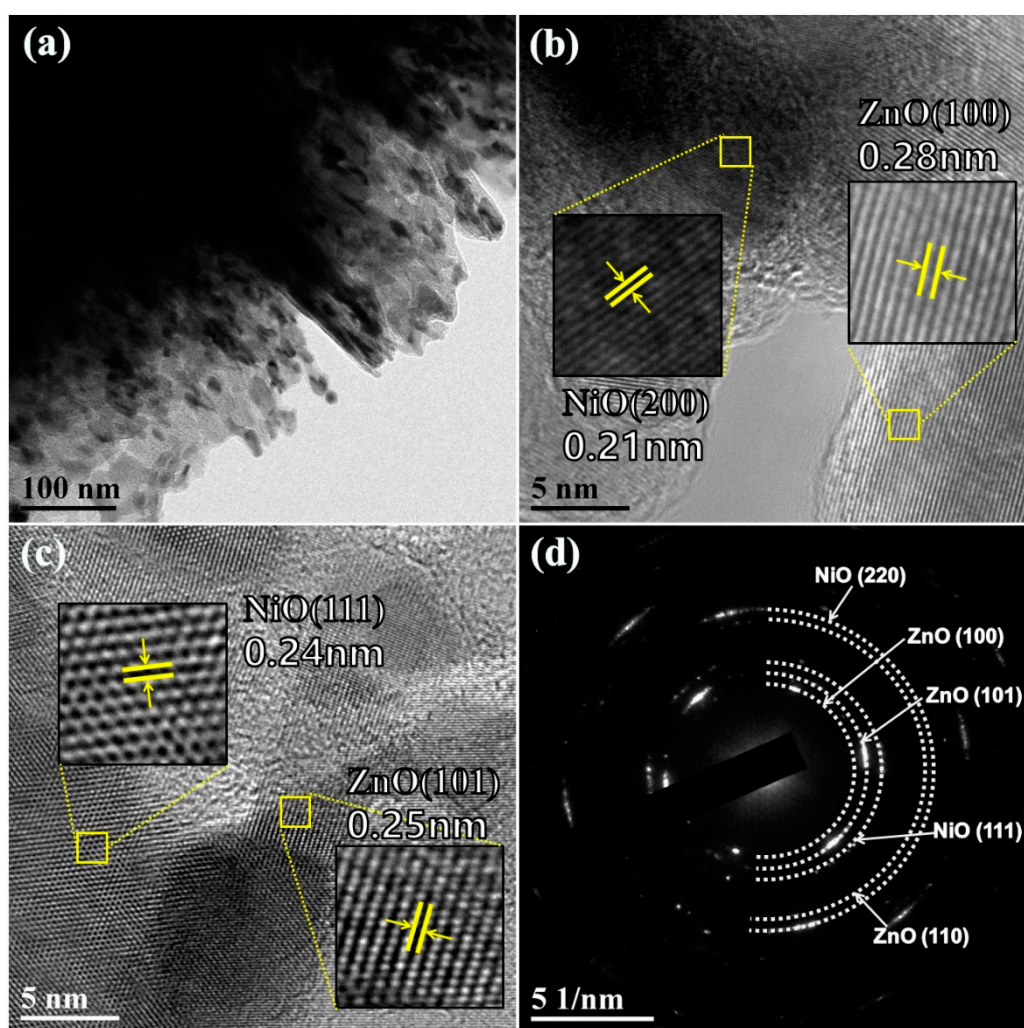 (a)
100 nm
(b)
ZnO(100)
0.28nm
NiO(200)
0.21nm
5 nm
(c)
NiO(111)
0.24nm
ZnO(101)
0.25nm
5 nm
(d)
NiO (220)
ZnO (100)
ZnO (101)
NiO (111)
ZnO (110)
5 1/nm